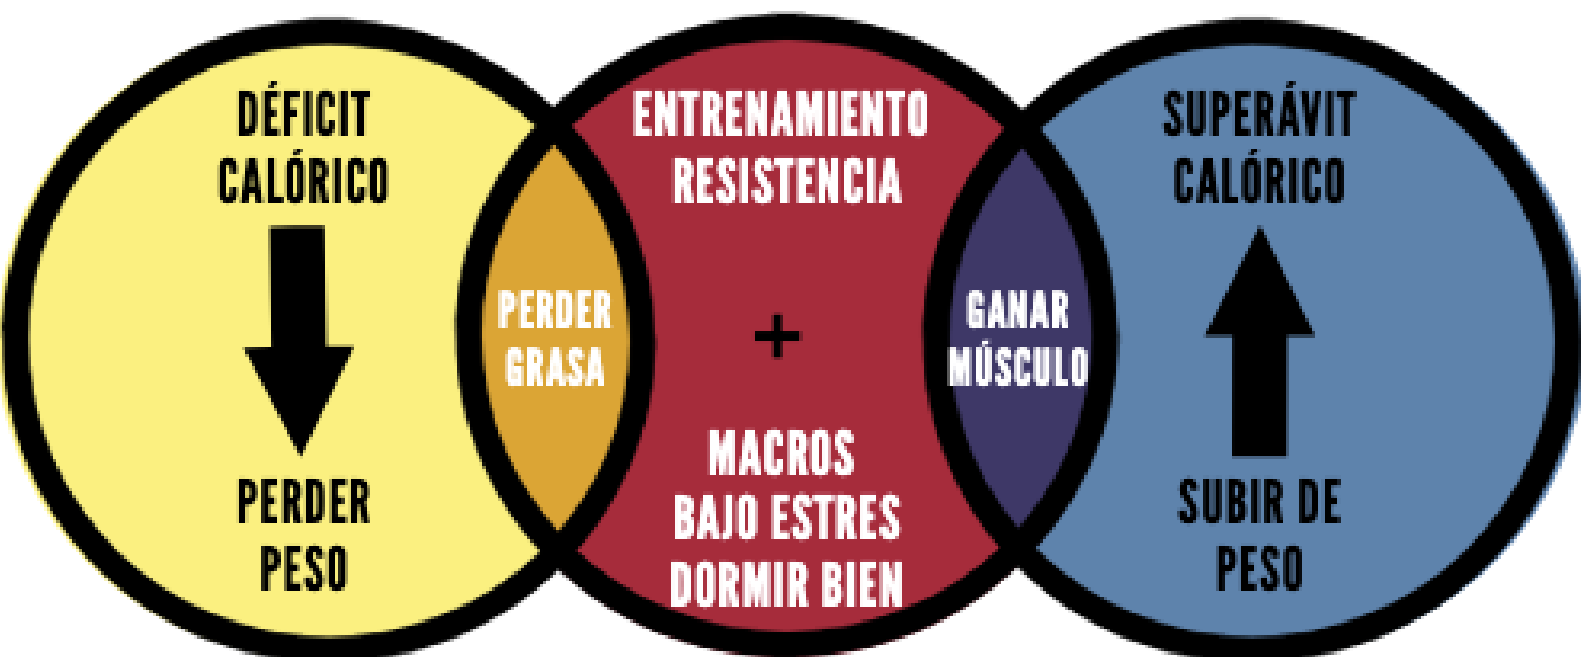 DÉFICIT
CALÓRICO
PERDER
PESO
PERDER
GRASA
ENTRENAMIENTO
RESISTENCIA
+
MACROS
BAJO ESTRES
DORMIR BIEN
GANAR
MÚSCULO
SUPERÁVIT
CALÓRICO
SUBIR DE
PESO